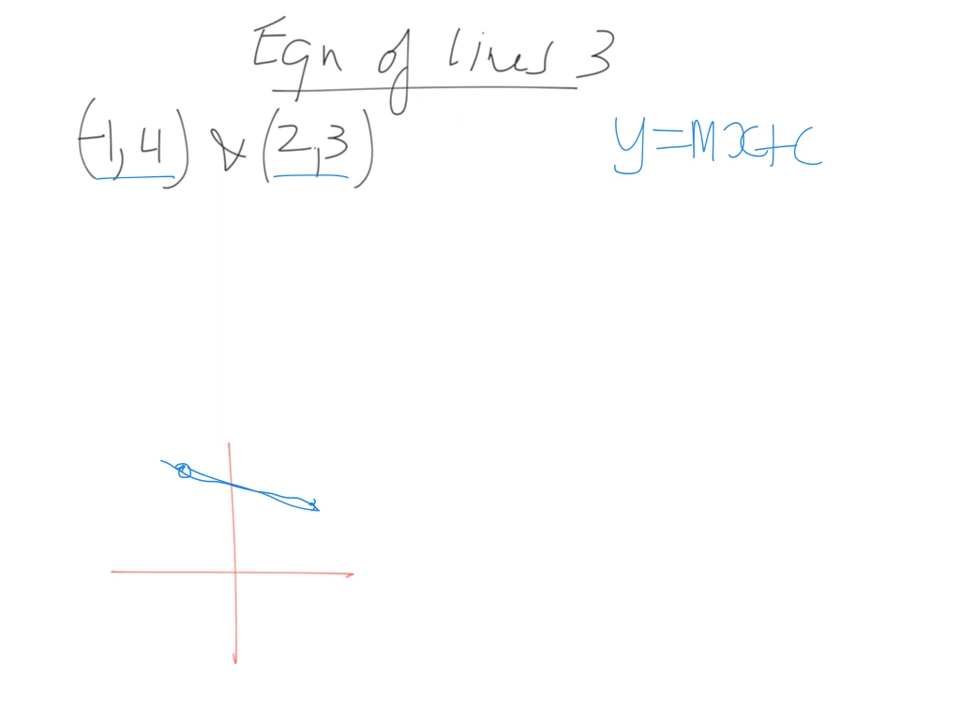 Eqn of lines 3
(-1,4) & (2,3)
y=mx+c